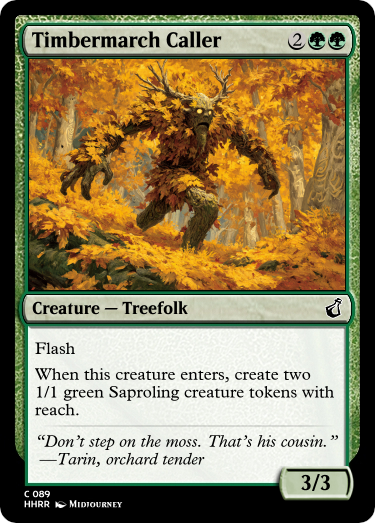 Timbermarch Caller 2
Creature — Treefolk
Flash
When this creature enters, create two
1/1 green Saproling creature tokens with
reach.
“Don't step on the moss. That's his cousin.”
—Tarin, orchard tender
3/3
C 089
HHRR Midjourney